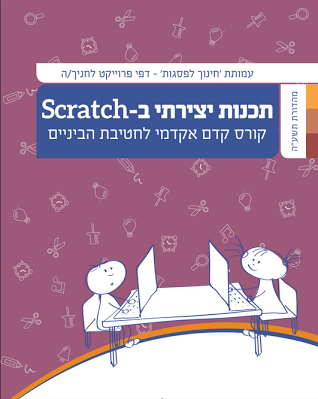 עמותת 'חינוך לפסגות' - דפי פרוייקט לחניך/ה
תכנות יצירתי ב-Scratch
קורס קדם אקדמי לחטיבת הביניים
מהדורת תשע"ה